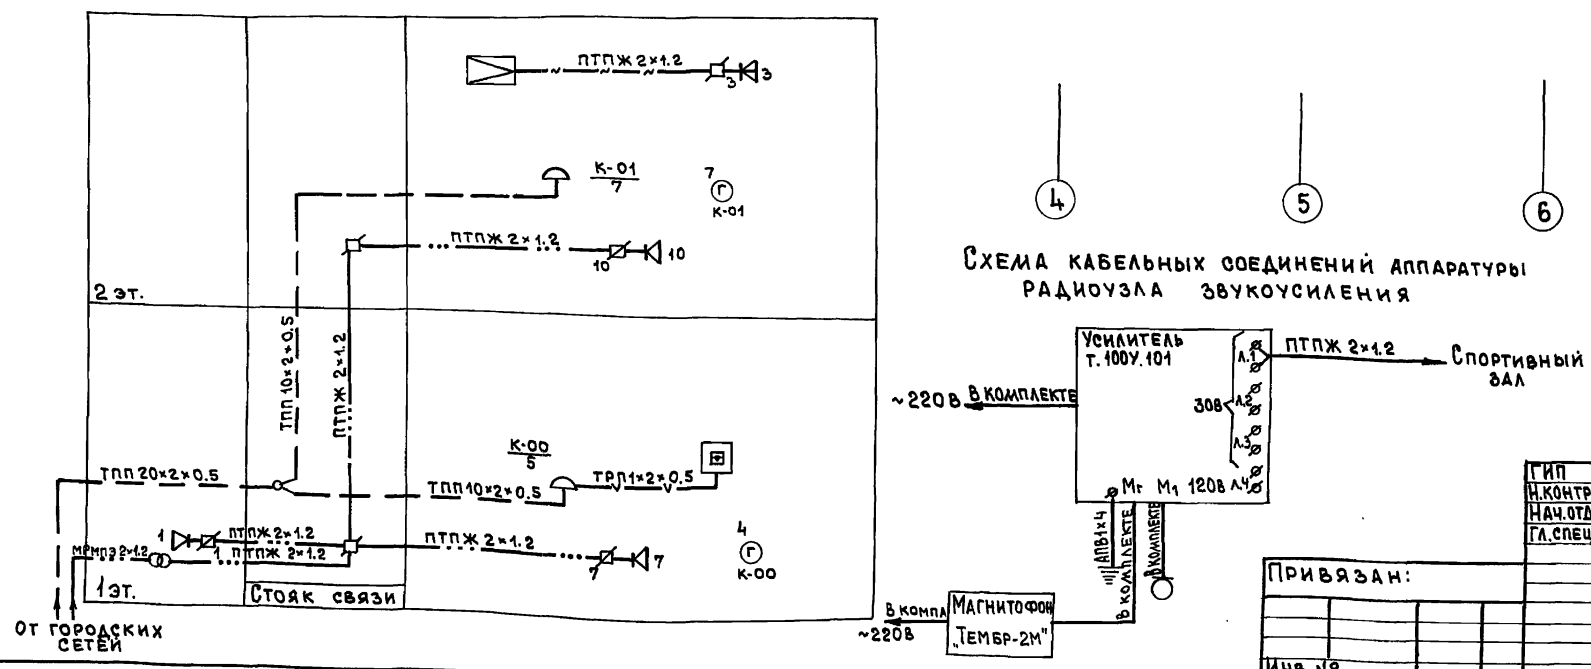 ПТПЖ 2×1.2
3 3
К-01
7
7
Г
К-01
ПТПЖ 2×1.2
10 10
2 ЭТ.
ТПП 10×2×0.5
ПТПЖ 2×1.2
К-00
5
ТПП 20×2×0.5
ТПП 10×2×0.5
ТРП 1×2×0.5
1
ПТПЖ 2×1.2
МРМПЭ 2×1.2
1 ПТПЖ 2×1.2
ПТПЖ 2×1.2
7 7
4
Г
К-00
1 ЭТ.
СТОЯК СВЯЗИ
ОТ ГОРОДСКИХ
СЕТЕЙ
4
5
6
СХЕМА КАБЕЛЬНЫХ СОЕДИНЕНИЙ АППАРАТУРЫ
РАДИОУЗЛА ЗВУКОУСИЛЕНИЯ
УСИЛИТЕЛЬ
Т. 100У.101
Л.1
ПТПЖ 2×1.2
СПОРТИВНЫЙ
ЗАЛ
~220В В КОМПЛЕКТЕ
30В
Л.2
Л.3
Мг М1 120В Л.4
АПВ1×4
В КОМПЛЕКТЕ
В КОМПЛЕКТЕ
В КОМПЛ
~220В
МАГНИТОФОН
"ТЕМБР-2М"
ГИП
Н.КОНТР
НАЧ.ОТД
ГЛ.СПЕЦ
ПРИВЯЗАН:
ИНВ. №